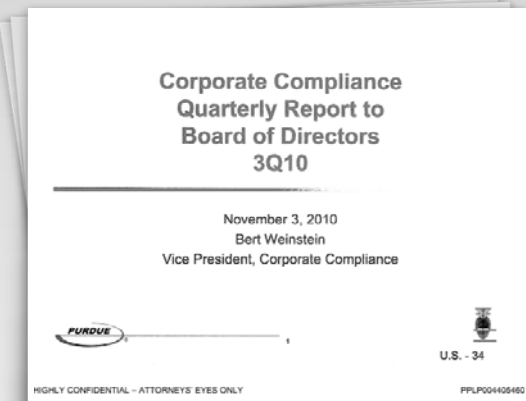 Corporate Compliance
Quarterly Report to
Board of Directors
3Q10
November 3, 2010
Bert Weinstein
Vice President, Corporate Compliance
PURDUE
1
U.S. - 34
HIGHLY CONFIDENTIAL – ATTORNEYS' EYES ONLY
PPLP004405460